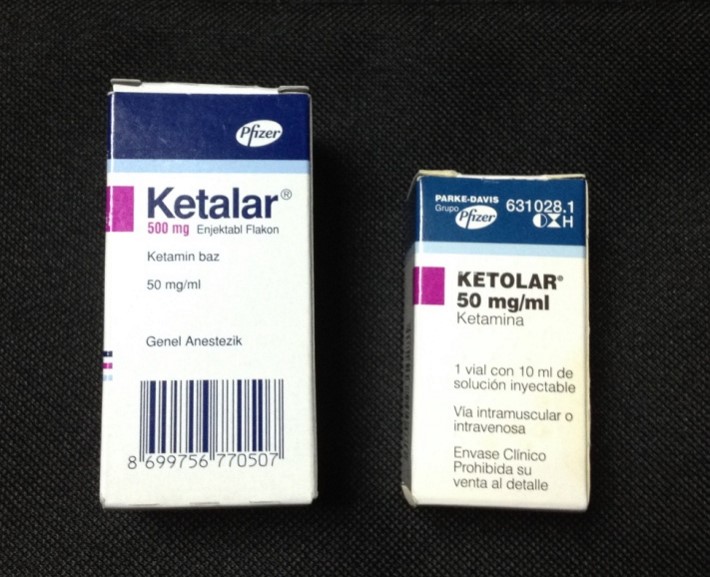 Pfizer
Ketalar®
500 mg Enjektabl Flakon
Ketamin baz
50 mg/ml
Genel Anestezik
8 699756 770507
PARKE-DAVIS
Grupo Pfizer 631028.1
H
KETOLAR®
50 mg/ml
Ketamina
1 vial con 10 ml de
solución inyectable
Vía intramuscular o
intravenosa
Envase Clínico
Prohibida su
venta al detalle